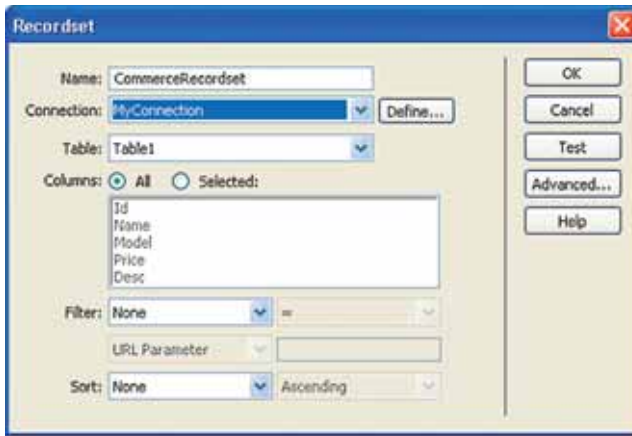 Recordset
Name: CommerceRecordset
Connection: MyConnection Define...
Table: Table1
Columns: All Selected:
Id
Name
Model
Price
Desc
Filter: None =
URL Parameter
Sort: None Ascending
OK
Cancel
Test
Advanced...
Help